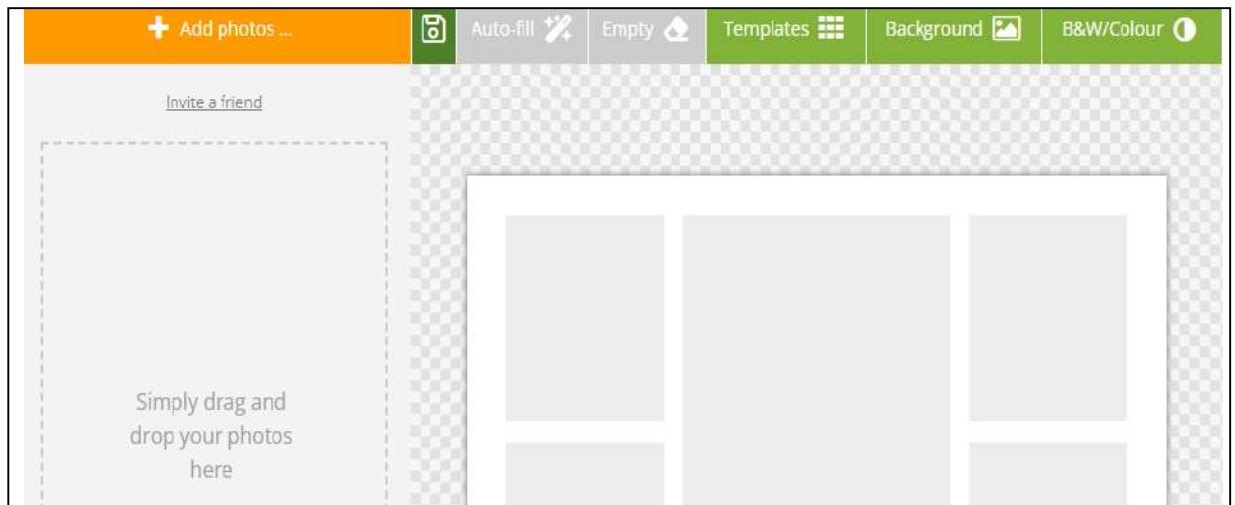 Add photos ...
Auto-fill
Empty
Templates
Background
B&W/Colour
Invite a friend
Simply drag and
drop your photos
here